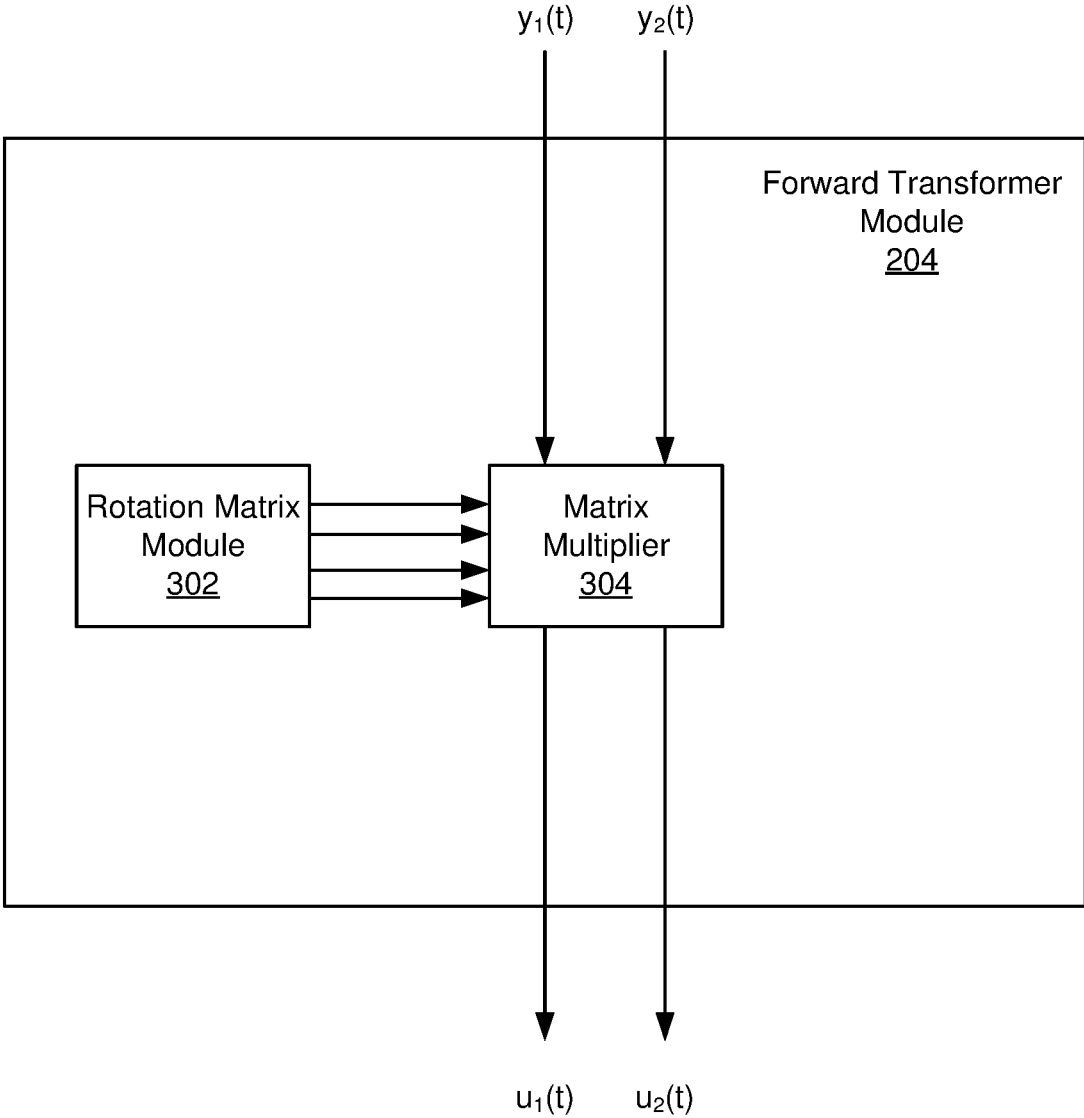 y₁(t) y₂(t)
Forward Transformer
Module
204
Rotation Matrix
Module
302
Matrix
Multiplier
304
u₁(t) u₂(t)